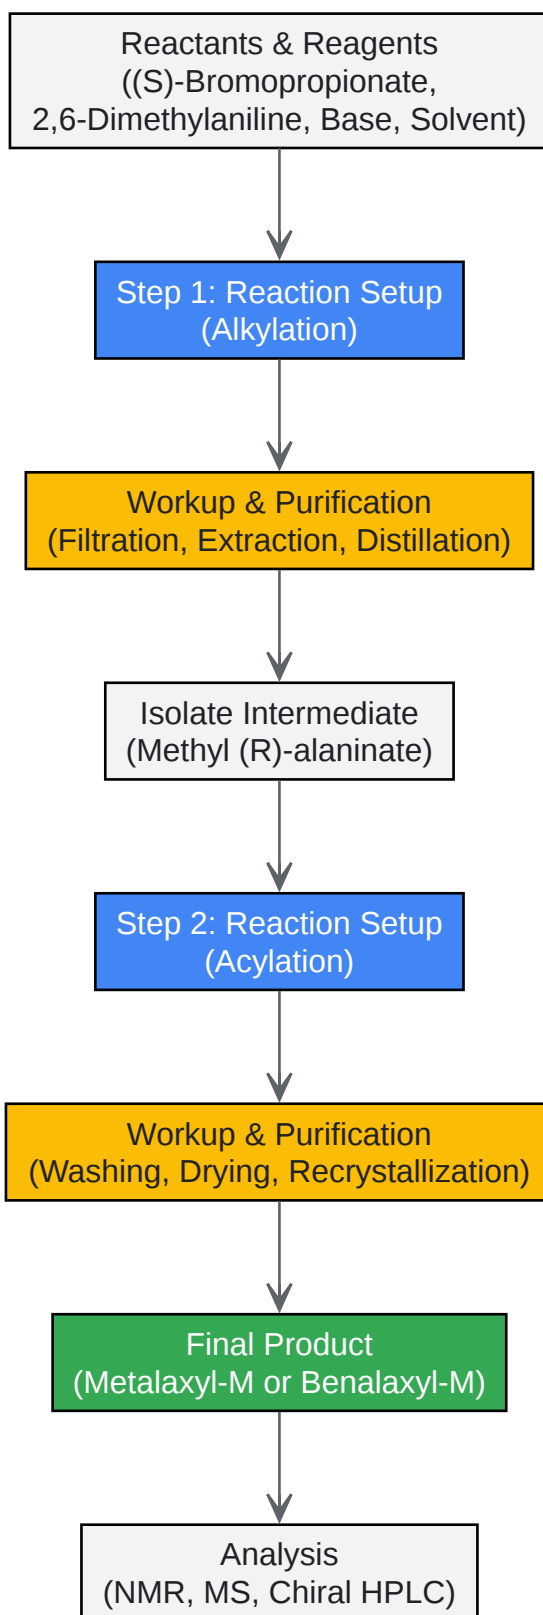 Reactants & Reagents
((S)-Bromopropionate,
2,6-Dimethylaniline, Base, Solvent)
Step 1: Reaction Setup
(Alkylation)
Workup & Purification
(Filtration, Extraction, Distillation)
Isolate Intermediate
(Methyl (R)-alaninate)
Step 2: Reaction Setup
(Acylation)
Workup & Purification
(Washing, Drying, Recrystallization)
Final Product
(Metalaxyl-M or Benalaxyl-M)
Analysis
(NMR, MS, Chiral HPLC)